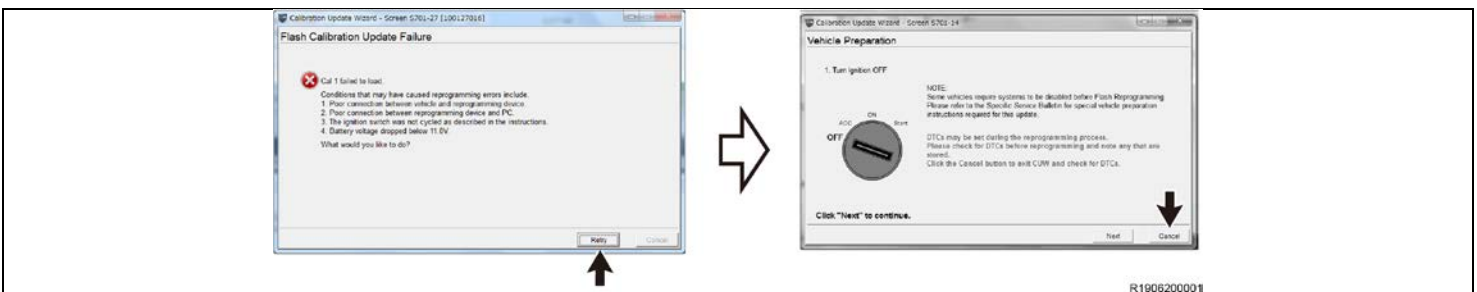 Calibration Update Wizard - Screen S701-27 [100127016]
Flash Calibration Update Failure
Cal 1 failed to load.
Conditions that may have caused reprogramming errors include.
1. Poor connection between vehicle and reprogramming device.
2. Poor connection between reprogramming device and PC.
3. The ignition switch was not cycled as described in the instructions.
4. Battery voltage dropped below 11.0V.
What would you like to do?
Retry
Cancel
Calibration Update Wizard - Screen S701-14
Vehicle Preparation
1. Turn ignition OFF
NOTE:
Some vehicles require systems to be disabled before Flash Reprogramming.
Please refer to the Specific Service Bulletin for special vehicle preparation
instructions required for this update.
ON
ACC
Start
OFF
DTCs may be set during the reprogramming process.
Please check for DTCs before reprogramming and note any that are
stored.
Click the Cancel button to exit CUW and check for DTCs.
Click "Next" to continue.
Next
Cancel
R1906200001